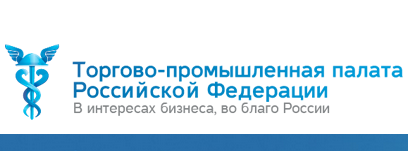 Торгово-промышленная палата
Российской Федерации
В интересах бизнеса, во благо России